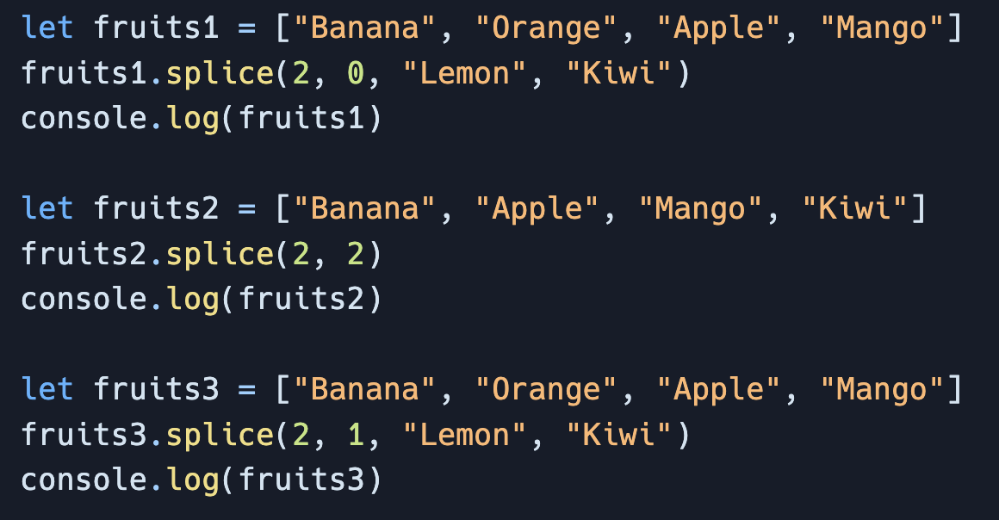 let fruits1 = ["Banana", "Orange", "Apple", "Mango"]
fruits1.splice(2, 0, "Lemon", "Kiwi")
console.log(fruits1)
let fruits2 = ["Banana", "Apple", "Mango", "Kiwi"]
fruits2.splice(2, 2)
console.log(fruits2)
let fruits3 = ["Banana", "Orange", "Apple", "Mango"]
fruits3.splice(2, 1, "Lemon", "Kiwi")
console.log(fruits3)